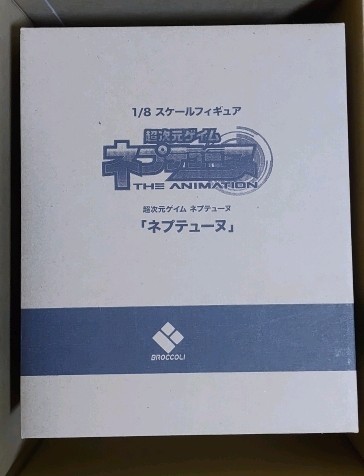 1/8 スケールフィギュア
超次元ゲイム
ネプテューヌ
THE ANIMATION
超次元ゲイム ネプテューヌ
「ネプテューヌ」
BROCCOLI